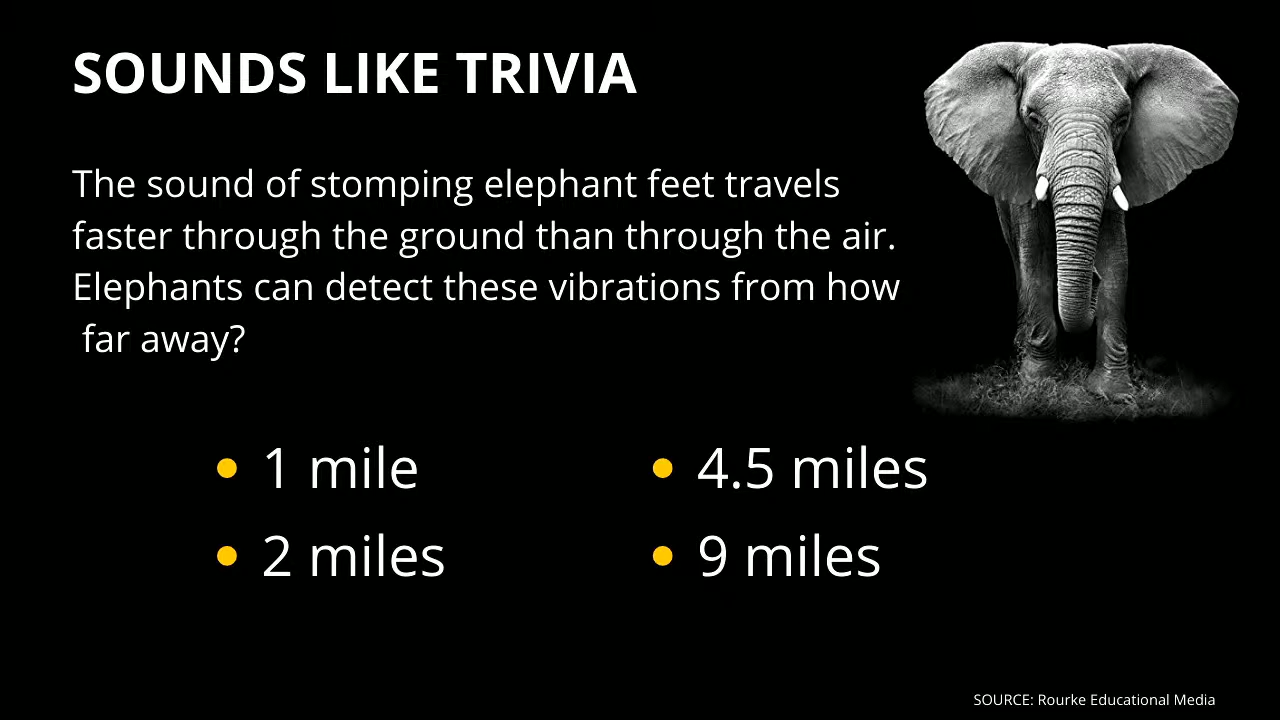 SOUNDS LIKE TRIVIA
The sound of stomping elephant feet travels
faster through the ground than through the air.
Elephants can detect these vibrations from how
far away?
• 1 mile
• 2 miles
• 4.5 miles
• 9 miles
SOURCE: Rourke Educational Media